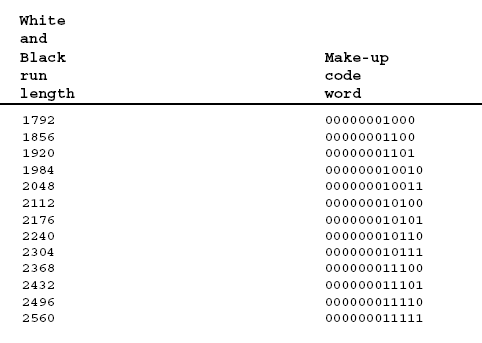 White
and
Black Make-up
run code
length word
1792 00000001000
1856 00000001100
1920 00000001101
1984 000000010010
2048 000000010011
2112 000000010100
2176 000000010101
2240 000000010110
2304 000000010111
2368 000000011100
2432 000000011101
2496 000000011110
2560 000000011111